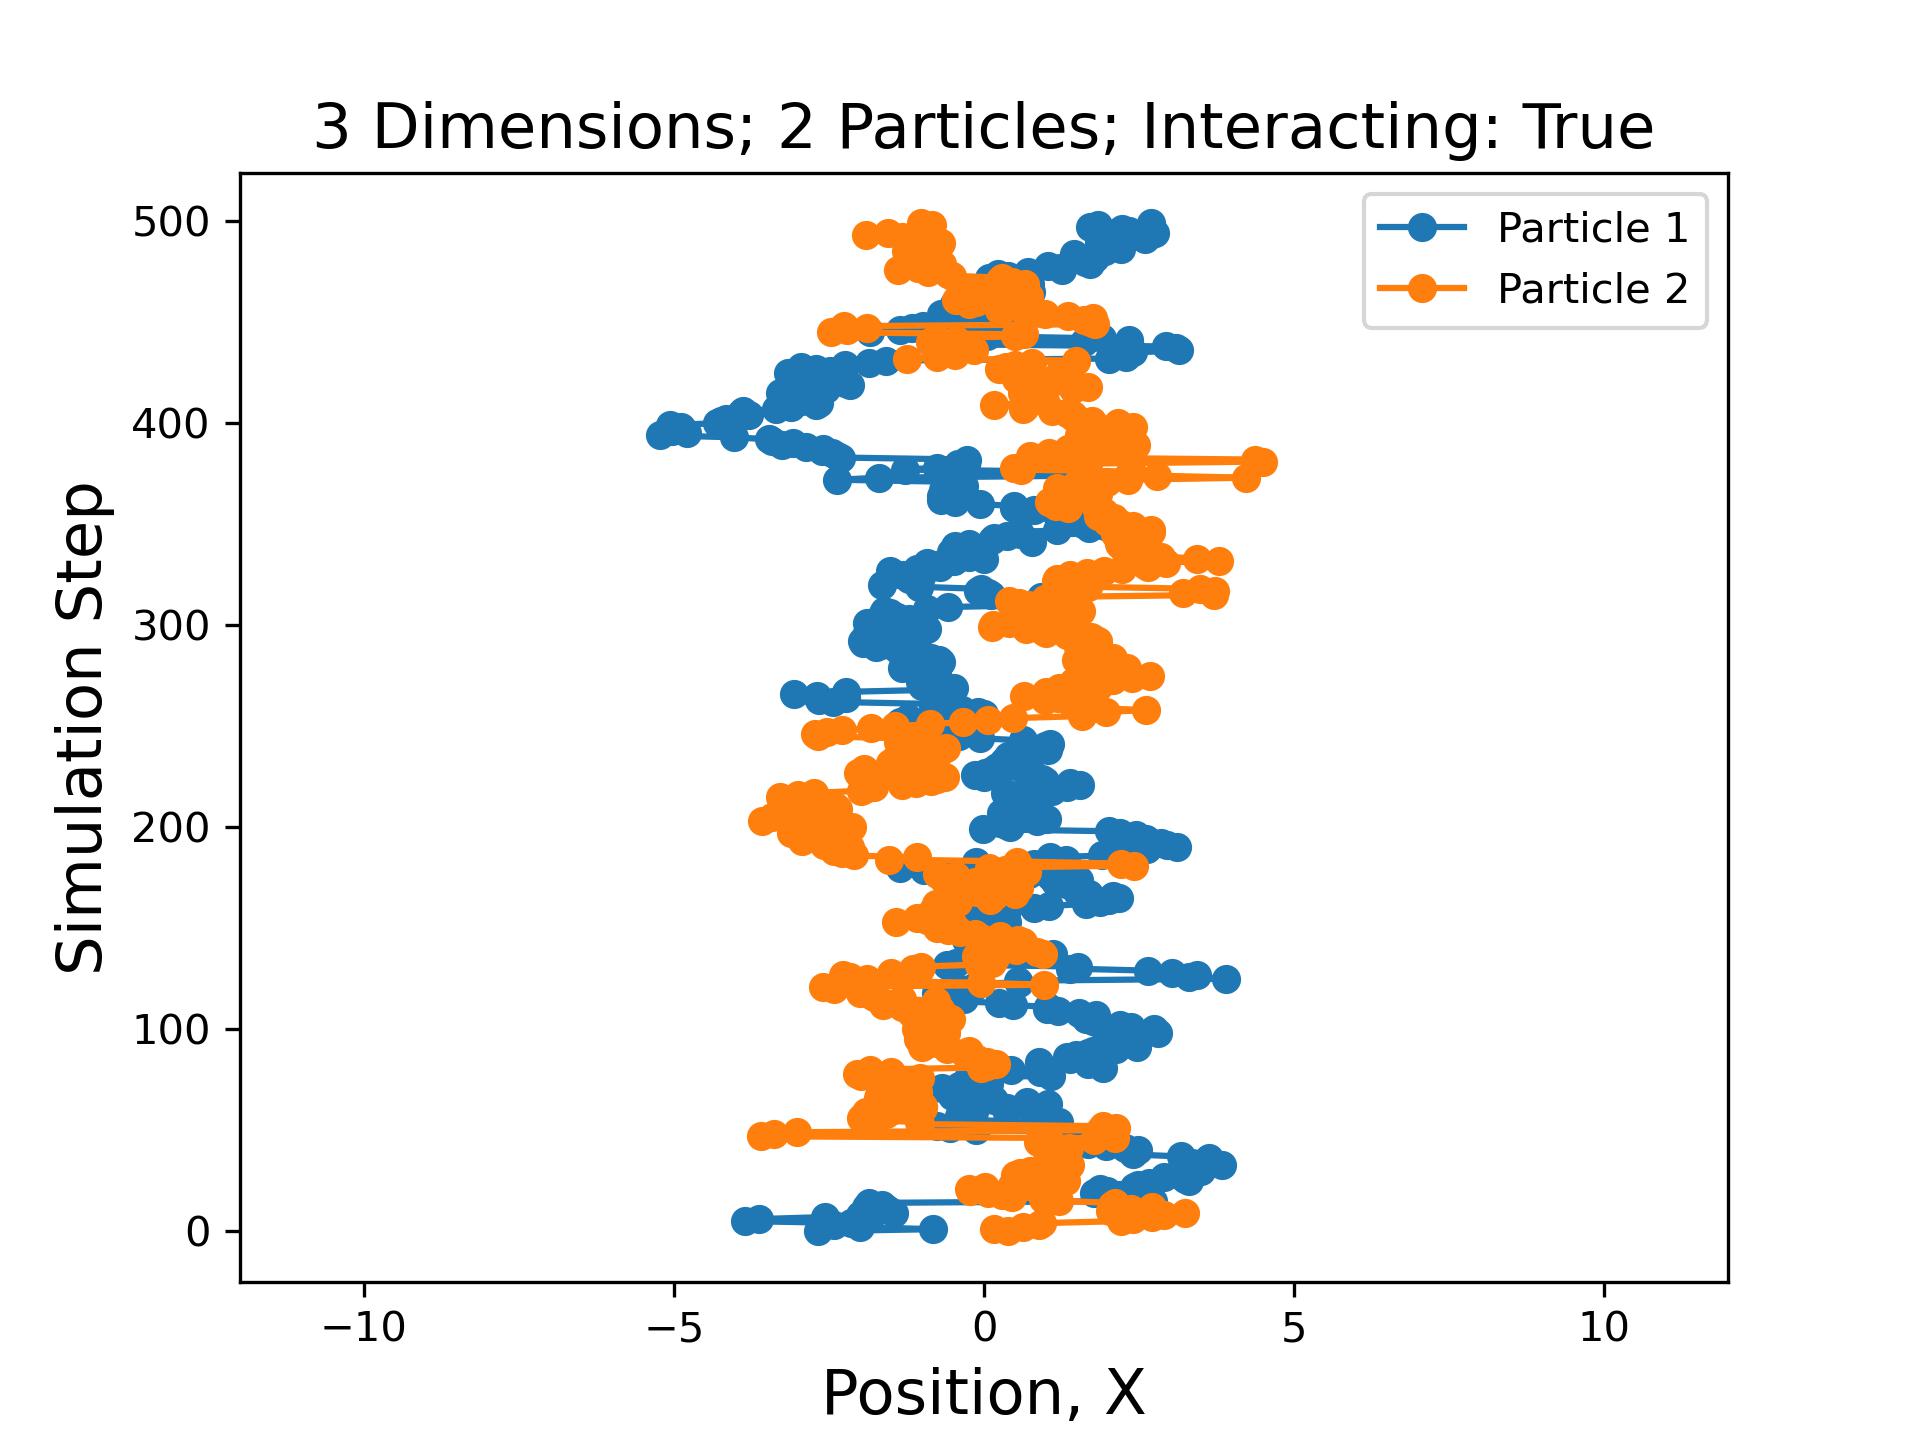 3 Dimensions; 2 Particles; Interacting: True
Particle 1
Particle 2
Simulation Step
500
400
300
200
100
0
−10
−5
0
5
10
Position, X